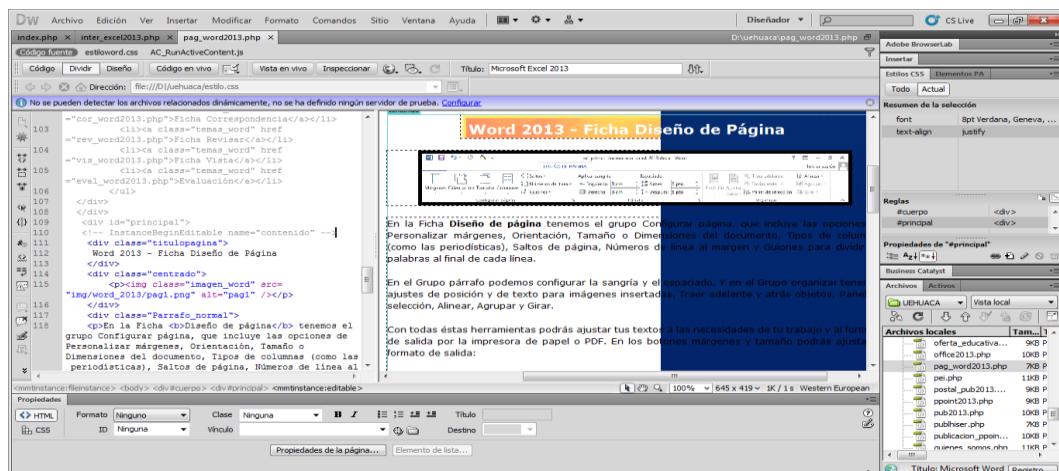 DW Archivo Edición Ver Insertar Modificar Formato Comandos Sitio Ventana Ayuda Diseñador CS Live
index.php × inter_excel2013.php × pag_word2013.php × D:\uehuaca\pag_word2013.php
Código fuente estiloword.css AC_RunActiveContent.js
Código Dividir Diseño Código en vivo Vista en vivo Inspeccionar Título: Microsoft Excel 2013
Dirección: file:///D|/uehuaca/estilo.css
No se pueden detectar los archivos relacionados dinámicamente, no se ha definido ningún servidor de prueba. Configurar
="cor_word2013.php">Ficha Correspondencia</a></li>
103 <li><a class="temas_word" href
="rev_word2013.php">Ficha Revisar</a></li>
104 <li><a class="temas_word" href
="vis_word2013.php">Ficha Vista</a></li>
105 <li><a class="temas_word" href
="eval_word2013.php">Evaluación</a></li>
106 </ul>
107 </div>
108 </div>
109 <div id="principal">
110 <!-- InstanceBeginEditable name="contenido" -->
111 <div class="titulopagina">
112 Word 2013 - Ficha Diseño de Página
113 </div>
114 <div class="centrado">
115 <p><img class="imagen_word" src=
"img/word_2013/pag1.png" alt="pag1" /></p>
116 </div>
117 <div class="Parrafo_normal">
118 <p>En la Ficha <b>Diseño de página</b> tenemos el
grupo Configurar página, que incluye las opciones de
Personalizar márgenes, Orientación, Tamaño o
Dimensiones del documento, Tipos de columnas (como las
periodísticas), Saltos de página, Números de línea al
Word 2013 - Ficha Diseño de Página
En la Ficha Diseño de página tenemos el grupo Configurar página, que incluye las opciones
Personalizar márgenes, Orientación, Tamaño o Dimensiones del documento, Tipos de colum
(como las periodísticas), Saltos de página, Números de línea al margen y Guiones para dividir
palabras al final de cada línea.
En el Grupo párrafo podemos configurar la sangría y el espaciado. Y en el Grupo organizar tene
ajustes de posición y de texto para imágenes insertadas, Traer adelante y atrás objetos, Panel
selección, Alinear, Agrupar y Girar.
Con todas éstas herramientas podrás ajustar tus textos a las necesidades de tu trabajo y al form
de salida por la impresora de papel o PDF. En los botones márgenes y tamaño podrás ajusta
formato de salida:
<mmtinstance:fileinstance> <body> <div#cuerpo> <div#principal> <mmtinstance:editable> 100% 645 x 419 1K / 1 s Western European
Propiedades
HTML Formato Ninguno Clase Ninguna B I Título
CSS ID Ninguna Vínculo Destino
Propiedades de la página... Elemento de lista...
Adobe BrowserLab
Insertar
Estilos CSS Elementos PA
Todo Actual
Resumen de la selección
font 8pt Verdana, Geneva, ...
text-align justify
Reglas
#cuerpo <div>
#principal <div>
Propiedades de "#principal"
Business Catalyst
Archivos Activos
UEHUACA Vista local
Archivos locales Tam... T
oferta_educativa... 9KB P
office2013.php 10KB P
pag_word2013.php 7KB P
pei.php 11KB P
postal_pub2013.... 9KB P
ppoint2013.php 9KB P
pub2013.php 10KB P
publhiser.php 7KB P
publicacion_ppoin... 10KB P
quienes_somos.php 11KB P
Título: Microsoft Word Registro...